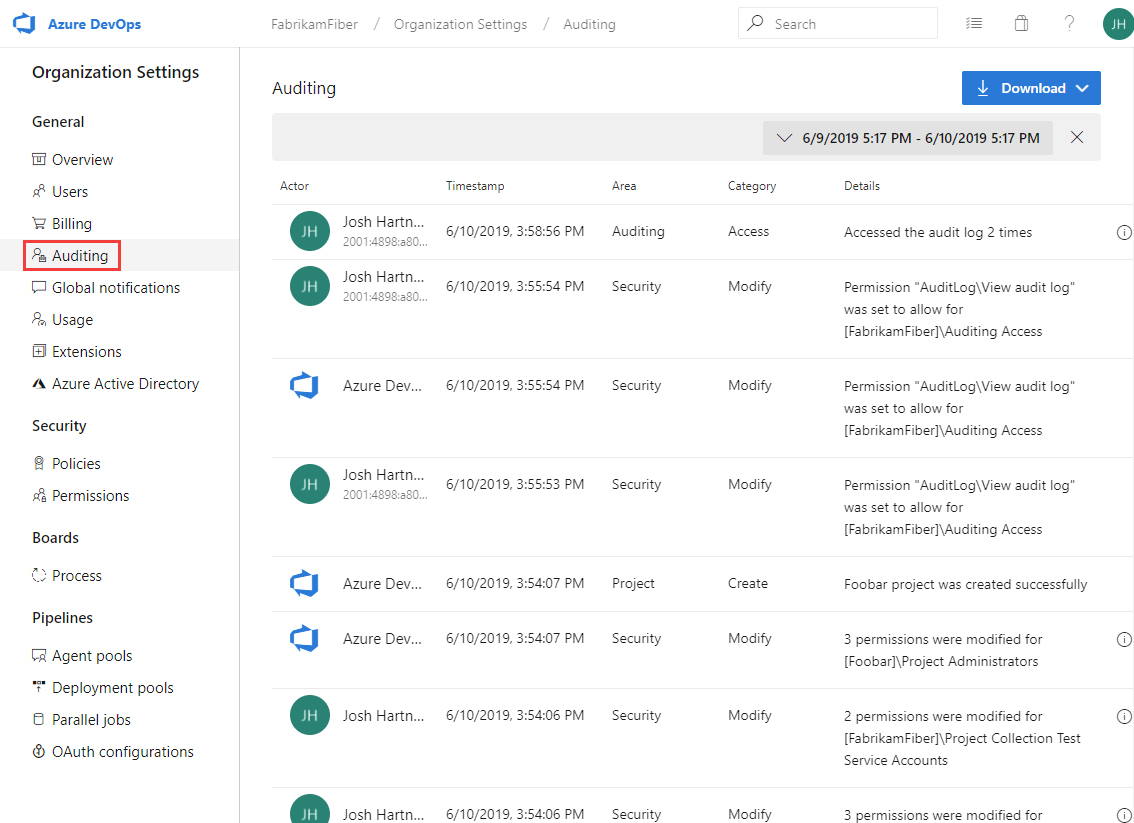 Azure DevOps
FabrikamFiber / Organization Settings / Auditing
Search
JH
Organization Settings
General
Overview
Users
Billing
Auditing
Global notifications
Usage
Extensions
Azure Active Directory
Security
Policies
Permissions
Boards
Process
Pipelines
Agent pools
Deployment pools
Parallel jobs
OAuth configurations
Auditing
Download
6/9/2019 5:17 PM - 6/10/2019 5:17 PM
Actor Timestamp Area Category Details
JH Josh Hartn... 6/10/2019, 3:58:56 PM Auditing Access Accessed the audit log 2 times
2001:4898:a80...
JH Josh Hartn... 6/10/2019, 3:55:54 PM Security Modify Permission "AuditLog\View audit log"
2001:4898:a80...
was set to allow for
[FabrikamFiber]\Auditing Access
Azure Dev... 6/10/2019, 3:55:54 PM Security Modify Permission "AuditLog\View audit log"
was set to allow for
[FabrikamFiber]\Auditing Access
JH Josh Hartn... 6/10/2019, 3:55:53 PM Security Modify Permission "AuditLog\View audit log"
2001:4898:a80...
was set to allow for
[FabrikamFiber]\Auditing Access
Azure Dev... 6/10/2019, 3:54:07 PM Project Create Foobar project was created successfully
Azure Dev... 6/10/2019, 3:54:07 PM Security Modify 3 permissions were modified for
[Foobar]\Project Administrators
JH Josh Hartn... 6/10/2019, 3:54:06 PM Security Modify 2 permissions were modified for
[FabrikamFiber]\Project Collection Test
Service Accounts
JH Josh Hartn... 6/10/2019, 3:54:06 PM Security Modify 3 permissions were modified for